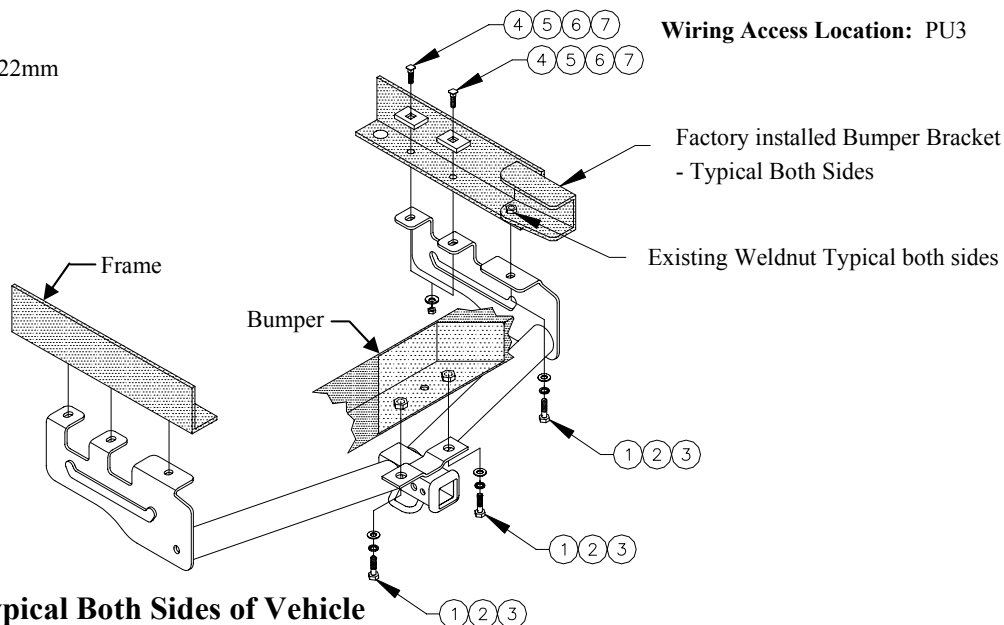 4 5 6 7
Wiring Access Location: PU3
4 5 6 7
22mm
Factory installed Bumper Bracket
- Typical Both Sides
Existing Weldnut Typical both sides
Frame
Bumper
1 2 3
1 2 3
1 2 3
ypical Both Sides of Vehicle